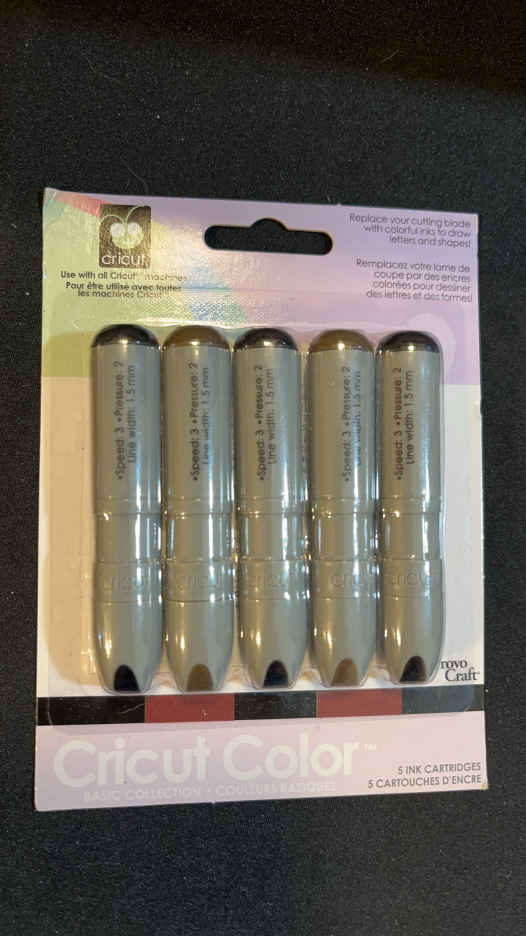 cricut
Use with all Cricut™ machines
Pour être utilisé avec toutes
les machines Cricut
Replace your cutting blade
with colorful inks to draw
letters and shapes!
Remplacez votre lame de
coupe par des encres
colorées pour dessiner
des lettres et des formes!
•Speed: 3 •Pressure: 2
Line width: 1.5 mm
•Speed: 3 •Pressure: 2
Line width: 1.5 mm
•Speed: 3 •Pressure: 2
Line width: 1.5 mm
•Speed: 3 •Pressure: 2
Line width: 1.5 mm
•Speed: 3 •Pressure: 2
Line width: 1.5 mm
cricut
cricut
cricut
cricut
cricut
rovo
Craft
Cricut Color™
BASIC COLLECTION • COULEURS BASIQUES
5 INK CARTRIDGES
5 CARTOUCHES D'ENCRE